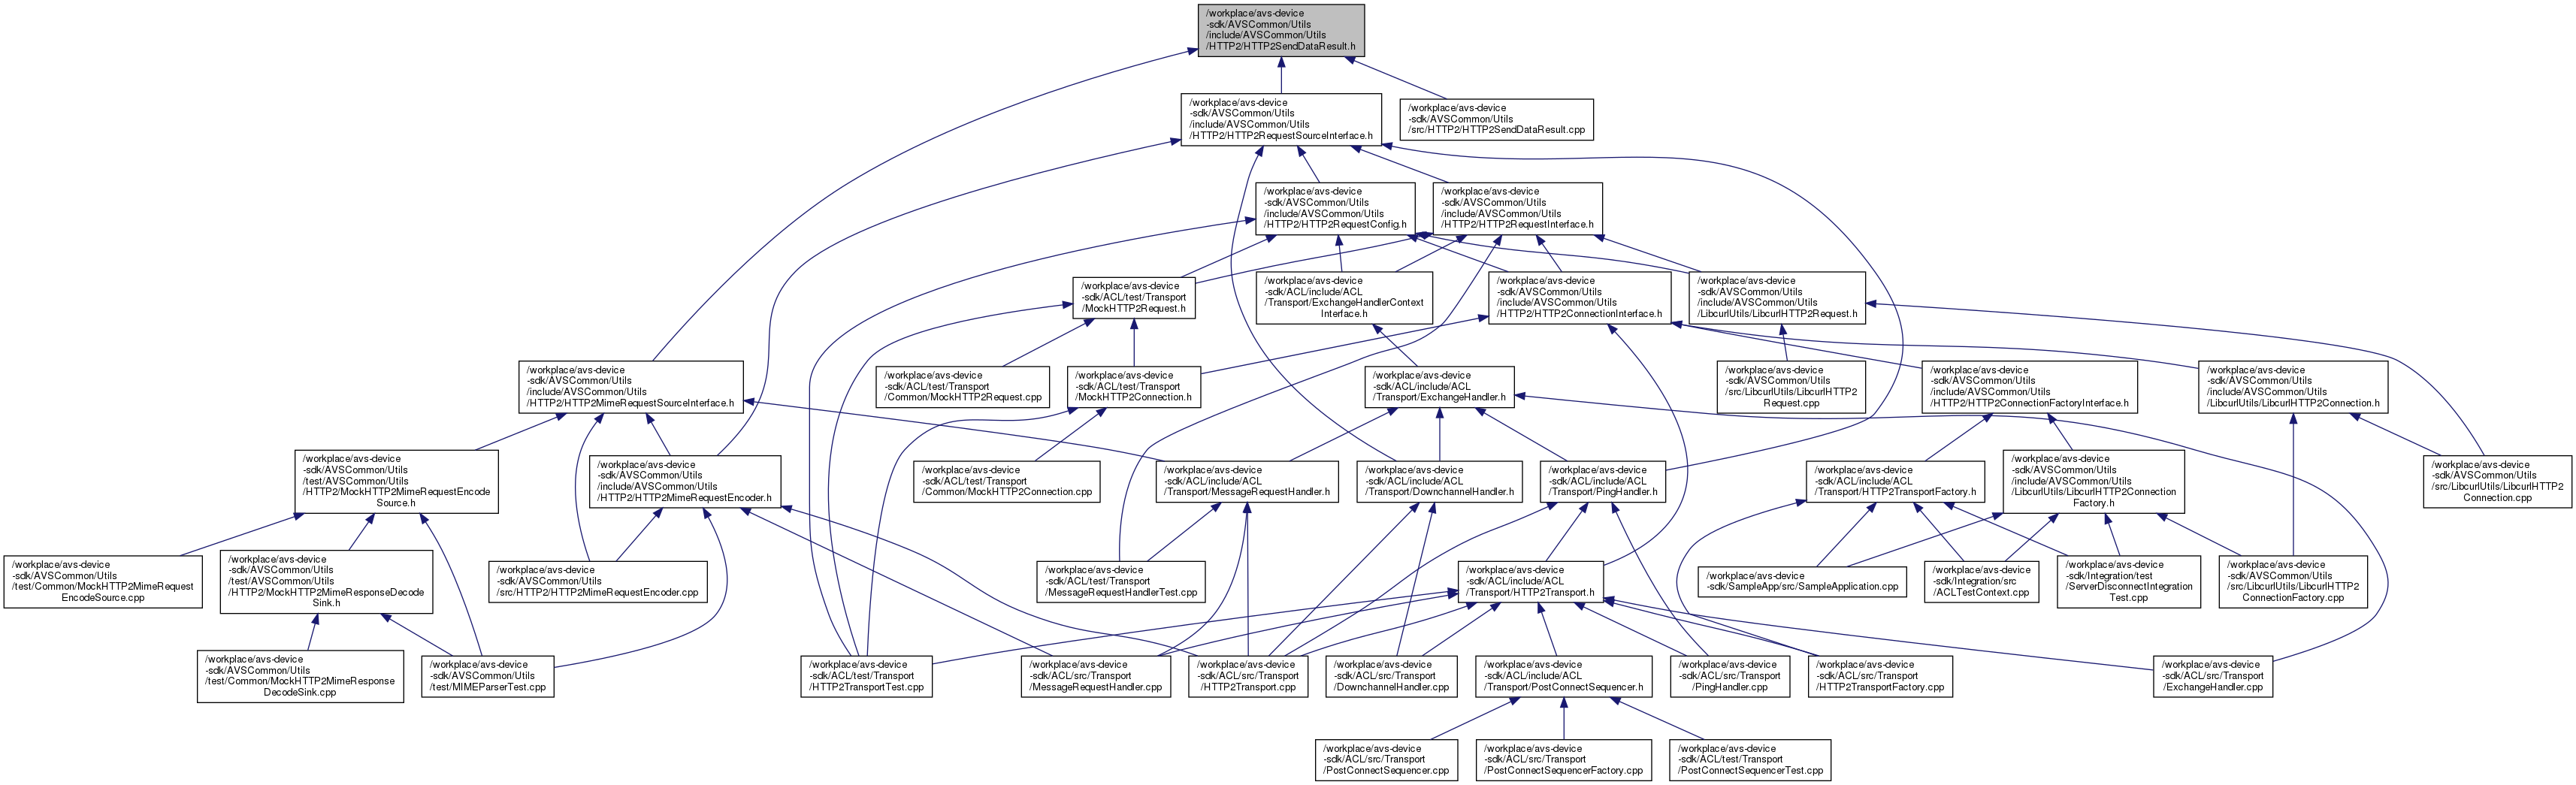 /workplace/avs-device
-sdk/AVSCommon/Utils
/include/AVSCommon/Utils
/HTTP2/HTTP2SendDataResult.h
/workplace/avs-device
-sdk/AVSCommon/Utils
/include/AVSCommon/Utils
/HTTP2/HTTP2RequestSourceInterface.h
/workplace/avs-device
-sdk/AVSCommon/Utils
/src/HTTP2/HTTP2SendDataResult.cpp
/workplace/avs-device
-sdk/AVSCommon/Utils
/include/AVSCommon/Utils
/HTTP2/HTTP2RequestConfig.h
/workplace/avs-device
-sdk/AVSCommon/Utils
/include/AVSCommon/Utils
/HTTP2/HTTP2RequestInterface.h
/workplace/avs-device
-sdk/ACL/test/Transport
/MockHTTP2Request.h
/workplace/avs-device
-sdk/ACL/include/ACL
/Transport/ExchangeHandlerContext
Interface.h
/workplace/avs-device
-sdk/AVSCommon/Utils
/include/AVSCommon/Utils
/HTTP2/HTTP2ConnectionInterface.h
/workplace/avs-device
-sdk/AVSCommon/Utils
/include/AVSCommon/Utils
/LibcurlUtils/LibcurlHTTP2Request.h
/workplace/avs-device
-sdk/AVSCommon/Utils
/include/AVSCommon/Utils
/HTTP2/HTTP2MimeRequestSourceInterface.h
/workplace/avs-device
-sdk/ACL/test/Transport
/Common/MockHTTP2Request.cpp
/workplace/avs-device
-sdk/ACL/test/Transport
/MockHTTP2Connection.h
/workplace/avs-device
-sdk/ACL/include/ACL
/Transport/ExchangeHandler.h
/workplace/avs-device
-sdk/AVSCommon/Utils
/src/LibcurlUtils/LibcurlHTTP2
Request.cpp
/workplace/avs-device
-sdk/AVSCommon/Utils
/include/AVSCommon/Utils
/HTTP2/HTTP2ConnectionFactoryInterface.h
/workplace/avs-device
-sdk/AVSCommon/Utils
/include/AVSCommon/Utils
/LibcurlUtils/LibcurlHTTP2Connection.h
/workplace/avs-device
-sdk/AVSCommon/Utils
/test/AVSCommon/Utils
/HTTP2/MockHTTP2MimeRequestEncode
Source.h
/workplace/avs-device
-sdk/AVSCommon/Utils
/include/AVSCommon/Utils
/HTTP2/HTTP2MimeRequestEncoder.h
/workplace/avs-device
-sdk/ACL/test/Transport
/Common/MockHTTP2Connection.cpp
/workplace/avs-device
-sdk/ACL/include/ACL
/Transport/MessageRequestHandler.h
/workplace/avs-device
-sdk/ACL/include/ACL
/Transport/DownchannelHandler.h
/workplace/avs-device
-sdk/ACL/include/ACL
/Transport/PingHandler.h
/workplace/avs-device
-sdk/ACL/include/ACL
/Transport/HTTP2TransportFactory.h
/workplace/avs-device
-sdk/AVSCommon/Utils
/include/AVSCommon/Utils
/LibcurlUtils/LibcurlHTTP2Connection
Factory.h
/workplace/avs-device
-sdk/AVSCommon/Utils
/src/LibcurlUtils/LibcurlHTTP2
Connection.cpp
/workplace/avs-device
-sdk/AVSCommon/Utils
/test/Common/MockHTTP2MimeRequest
EncodeSource.cpp
/workplace/avs-device
-sdk/AVSCommon/Utils
/test/AVSCommon/Utils
/HTTP2/MockHTTP2MimeResponseDecode
Sink.h
/workplace/avs-device
-sdk/AVSCommon/Utils
/src/HTTP2/HTTP2MimeRequestEncoder.cpp
/workplace/avs-device
-sdk/ACL/test/Transport
/MessageRequestHandlerTest.cpp
/workplace/avs-device
-sdk/ACL/include/ACL
/Transport/HTTP2Transport.h
/workplace/avs-device
-sdk/SampleApp/src/SampleApplication.cpp
/workplace/avs-device
-sdk/Integration/src
/ACLTestContext.cpp
/workplace/avs-device
-sdk/Integration/test
/ServerDisconnectIntegration
Test.cpp
/workplace/avs-device
-sdk/AVSCommon/Utils
/src/LibcurlUtils/LibcurlHTTP2
ConnectionFactory.cpp
/workplace/avs-device
-sdk/AVSCommon/Utils
/test/Common/MockHTTP2MimeResponse
DecodeSink.cpp
/workplace/avs-device
-sdk/AVSCommon/Utils
/test/MIMEParserTest.cpp
/workplace/avs-device
-sdk/ACL/test/Transport
/HTTP2TransportTest.cpp
/workplace/avs-device
-sdk/ACL/src/Transport
/MessageRequestHandler.cpp
/workplace/avs-device
-sdk/ACL/src/Transport
/HTTP2Transport.cpp
/workplace/avs-device
-sdk/ACL/src/Transport
/DownchannelHandler.cpp
/workplace/avs-device
-sdk/ACL/include/ACL
/Transport/PostConnectSequencer.h
/workplace/avs-device
-sdk/ACL/src/Transport
/PingHandler.cpp
/workplace/avs-device
-sdk/ACL/src/Transport
/HTTP2TransportFactory.cpp
/workplace/avs-device
-sdk/ACL/src/Transport
/ExchangeHandler.cpp
/workplace/avs-device
-sdk/ACL/src/Transport
/PostConnectSequencer.cpp
/workplace/avs-device
-sdk/ACL/src/Transport
/PostConnectSequencerFactory.cpp
/workplace/avs-device
-sdk/ACL/test/Transport
/PostConnectSequencerTest.cpp